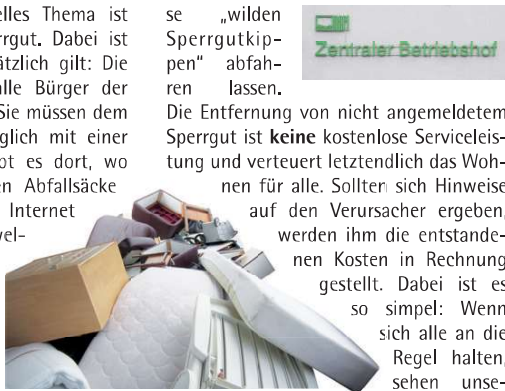 elles Thema ist
rgut. Dabei ist
ätzlich gilt: Die
alle Bürger der
Sie müssen dem
glich mit einer
bt es dort, wo
en Abfallsäcke
Internet
wel-
se „wilden
Sperrgutkip-
pen" abfah-
ren lassen.
Zentraler Betriebshof
Die Entfernung von nicht angemeldetem
Sperrgut ist keine kostenlose Serviceleis-
tung und verteuert letztendlich das Woh-
nen für alle. Sollten sich Hinweise
auf den Verursacher ergeben,
werden ihm die entstande-
nen Kosten in Rechnung
gestellt. Dabei ist es
so simpel: Wenn
sich alle an die
Regel halten,
sehen unse-